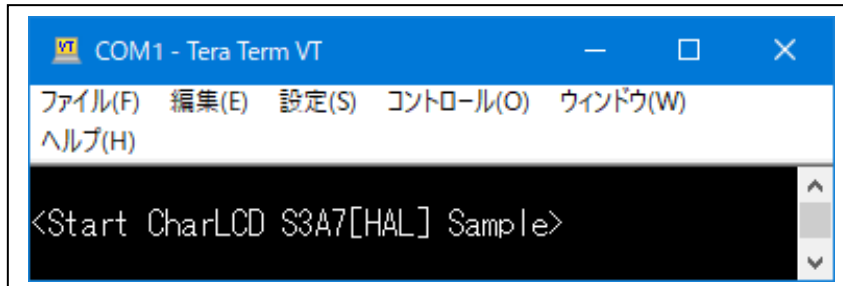 COM1 - Tera Term VT
ファイル(F) 編集(E) 設定(S) コントロール(O) ウィンドウ(W)
ヘルプ(H)
<Start CharLCD S3A7[HAL] Sample>